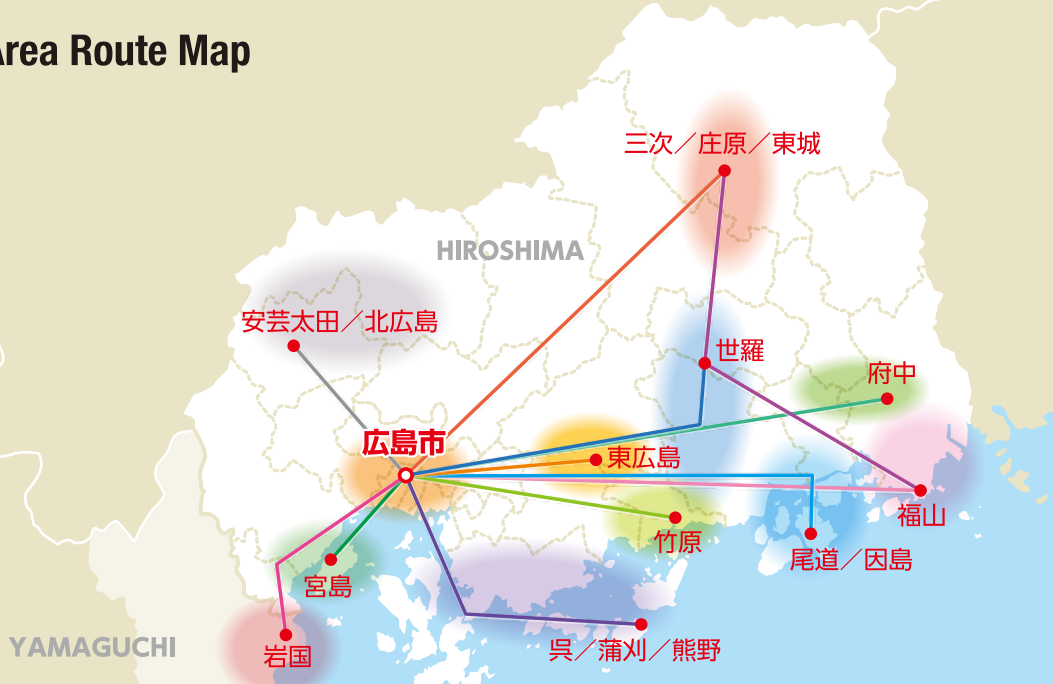 Area Route Map
三次／庄原／東城
HIROSHIMA
安芸太田／北広島
世羅
府中
広島市
東広島
福山
竹原
尾道／因島
宮島
YAMAGUCHI
岩国
呉／蒲刈／熊野